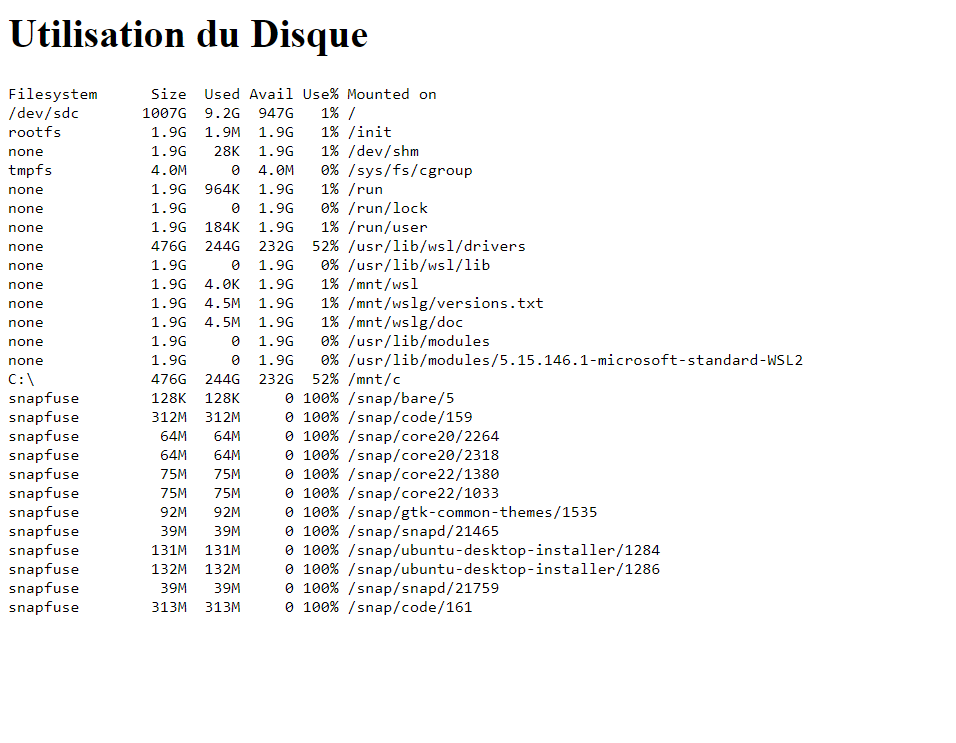 Utilisation du Disque
Filesystem      Size  Used Avail Use% Mounted on
/dev/sdc       1007G  9.2G  947G   1% /
rootfs          1.9G  1.9M  1.9G   1% /init
none            1.9G   28K  1.9G   1% /dev/shm
tmpfs           4.0M     0  4.0M   0% /sys/fs/cgroup
none            1.9G  964K  1.9G   1% /run
none            1.9G     0  1.9G   0% /run/lock
none            1.9G  184K  1.9G   1% /run/user
none            476G  244G  232G  52% /usr/lib/wsl/drivers
none            1.9G     0  1.9G   0% /usr/lib/wsl/lib
none            1.9G  4.0K  1.9G   1% /mnt/wsl
none            1.9G  4.5M  1.9G   1% /mnt/wslg/versions.txt
none            1.9G  4.5M  1.9G   1% /mnt/wslg/doc
none            1.9G     0  1.9G   0% /usr/lib/modules
none            1.9G     0  1.9G   0% /usr/lib/modules/5.15.146.1-microsoft-standard-WSL2
C:\             476G  244G  232G  52% /mnt/c
snapfuse        128K  128K     0 100% /snap/bare/5
snapfuse        312M  312M     0 100% /snap/code/159
snapfuse         64M   64M     0 100% /snap/core20/2264
snapfuse         64M   64M     0 100% /snap/core20/2318
snapfuse         75M   75M     0 100% /snap/core22/1380
snapfuse         75M   75M     0 100% /snap/core22/1033
snapfuse         92M   92M     0 100% /snap/gtk-common-themes/1535
snapfuse         39M   39M     0 100% /snap/snapd/21465
snapfuse        131M  131M     0 100% /snap/ubuntu-desktop-installer/1284
snapfuse        132M  132M     0 100% /snap/ubuntu-desktop-installer/1286
snapfuse         39M   39M     0 100% /snap/snapd/21759
snapfuse        313M  313M     0 100% /snap/code/161